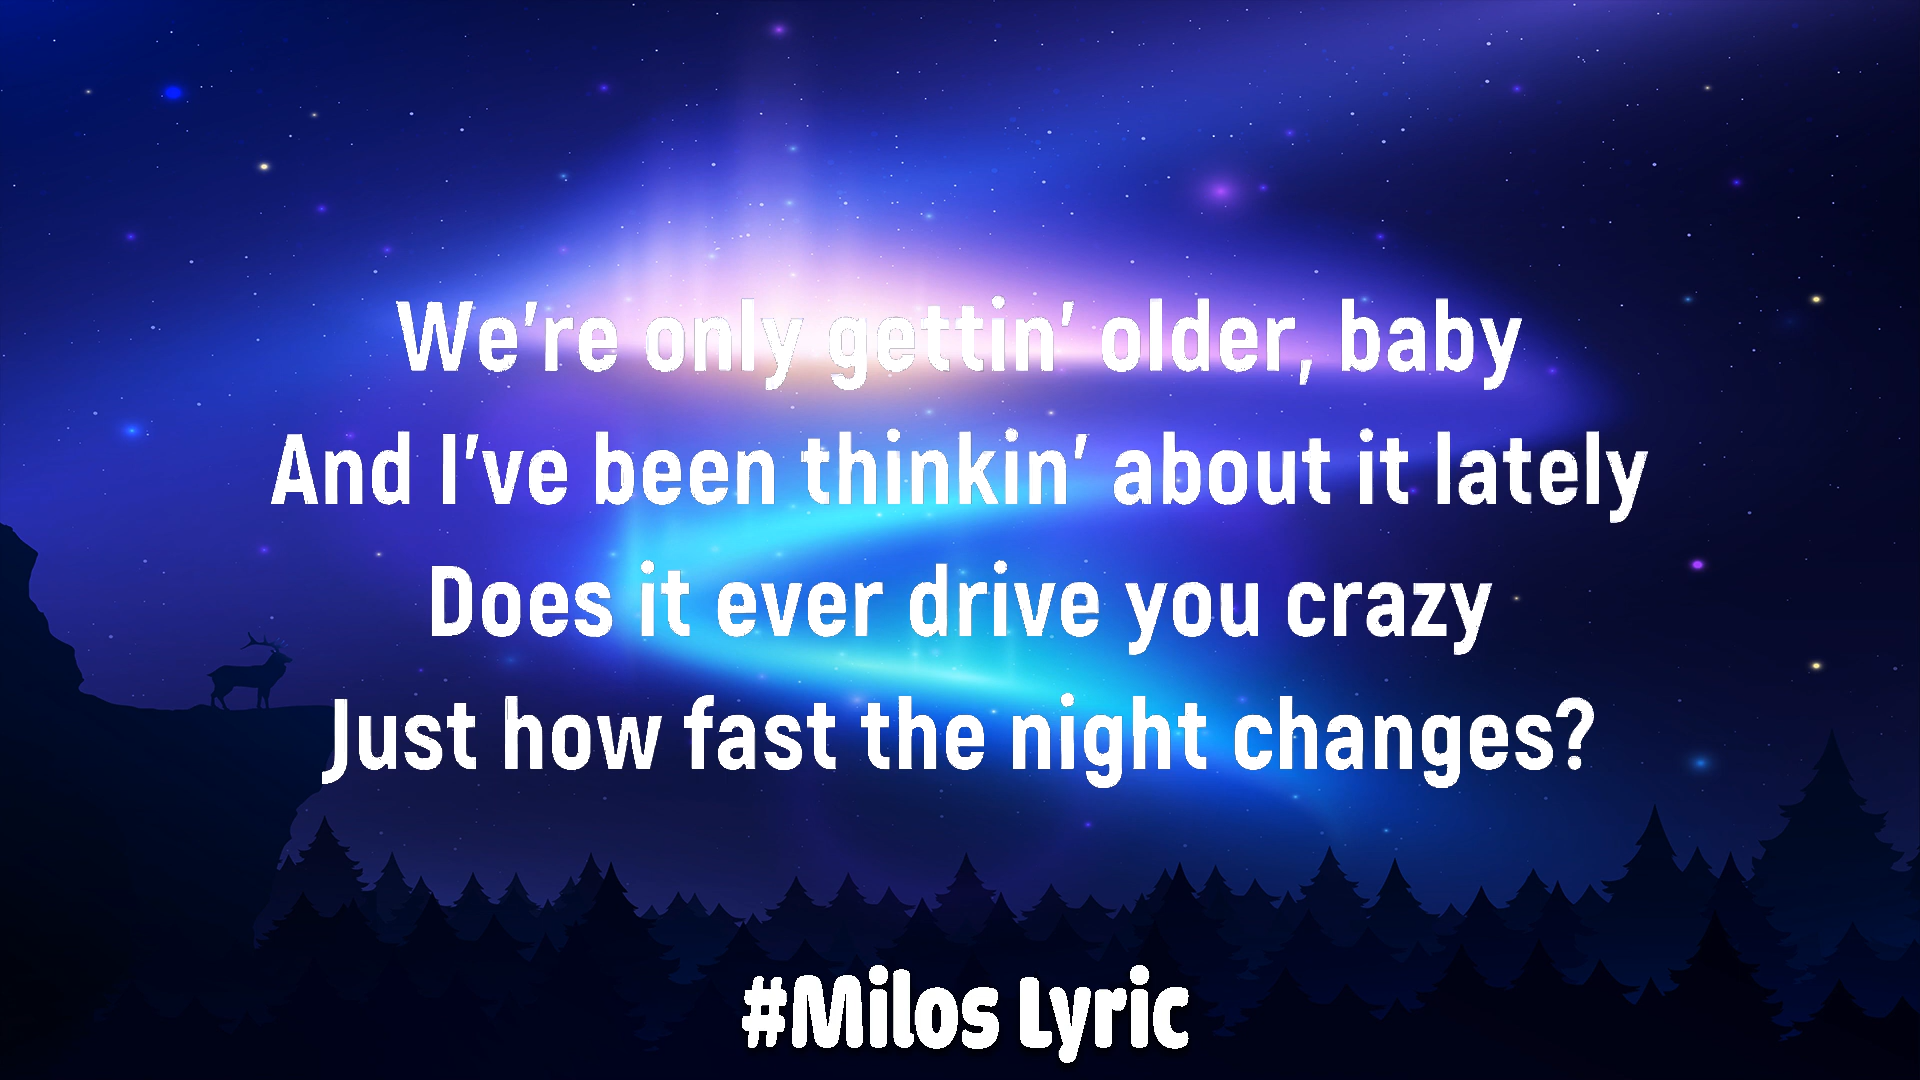 We're only gettin' older, baby
And I've been thinkin' about it lately
Does it ever drive you crazy
Just how fast the night changes?
#Milos Lyric